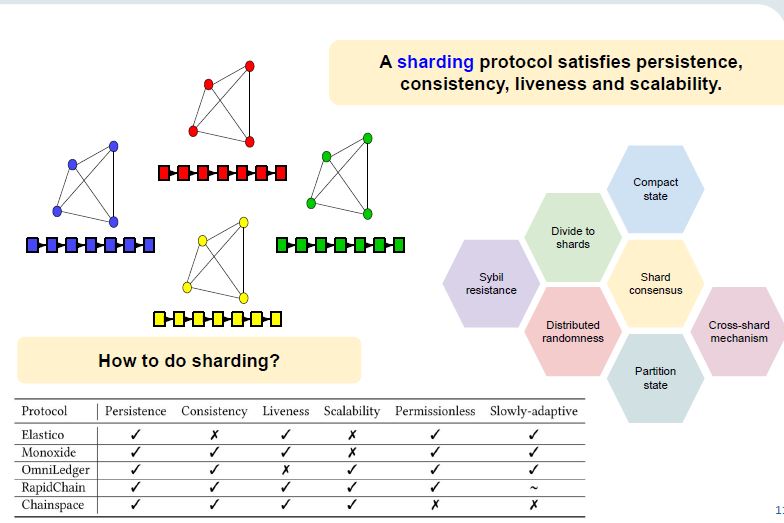 A sharding protocol satisfies persistence,
consistency, liveness and scalability.
Compact
state
Divide to
shards
Sybil
resistance
Shard
consensus
Distributed
randomness
Cross-shard
mechanism
Partition
state
How to do sharding?
Protocol Persistence Consistency Liveness Scalability Permissionless Slowly-adaptive
Elastico ✓ ✗ ✓ ✗ ✓ ✓
Monoxide ✓ ✓ ✓ ✗ ✓ ✓
OmniLedger ✓ ✓ ✗ ✓ ✓ ✓
RapidChain ✓ ✓ ✓ ✓ ✓ ~
Chainspace ✓ ✓ ✓ ✓ ✗ ✗